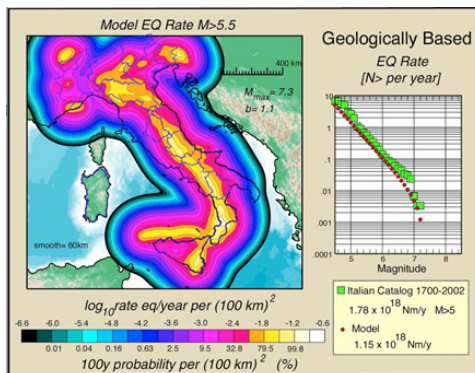 Model EQ Rate M>5.5
400 km
M_max = 7.3
b= 1.1
smooth= 60km
log10rate eq/year per (100 km)^2
-6.6 -6.0 -5.4 -4.8 -4.2 -3.6 -3.0 -2.4 -1.8 -1.2 -0.6
0.01 0.04 0.16 0.63 2.5 9.5 32.8 79.5 99.8
100y probability per (100 km)^2 (%)
Geologically Based
EQ Rate
[N> per year]
10
1
.1
.01
.001
.0001
5 6 7 8
Magnitude
Italian Catalog 1700-2002
1.78 x 10^18 Nm/y M>5
Model
1.15 x 10^18 Nm/y